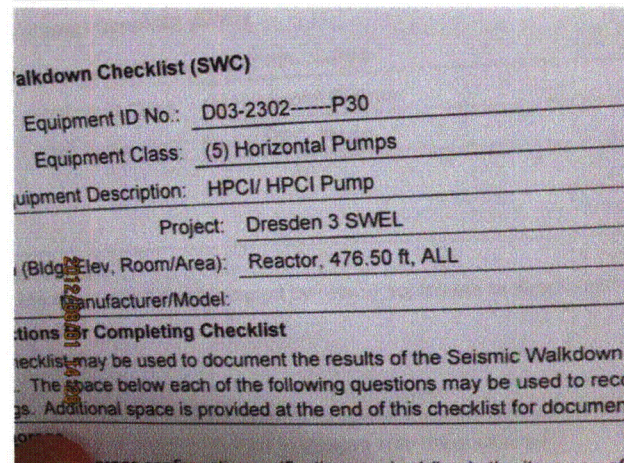 alkdown Checklist (SWC)
Equipment ID No.: D03-2302------P30
Equipment Class: (5) Horizontal Pumps
uipment Description: HPCI/ HPCI Pump
Project: Dresden 3 SWEL
(Bldg, Elev, Room/Area): Reactor, 476.50 ft, ALL
anufacturer/Model:
ctions for Completing Checklist
hecklist may be used to document the results of the Seismic Walkdown
. The space below each of the following questions may be used to reco
gs. Additional space is provided at the end of this checklist for documen